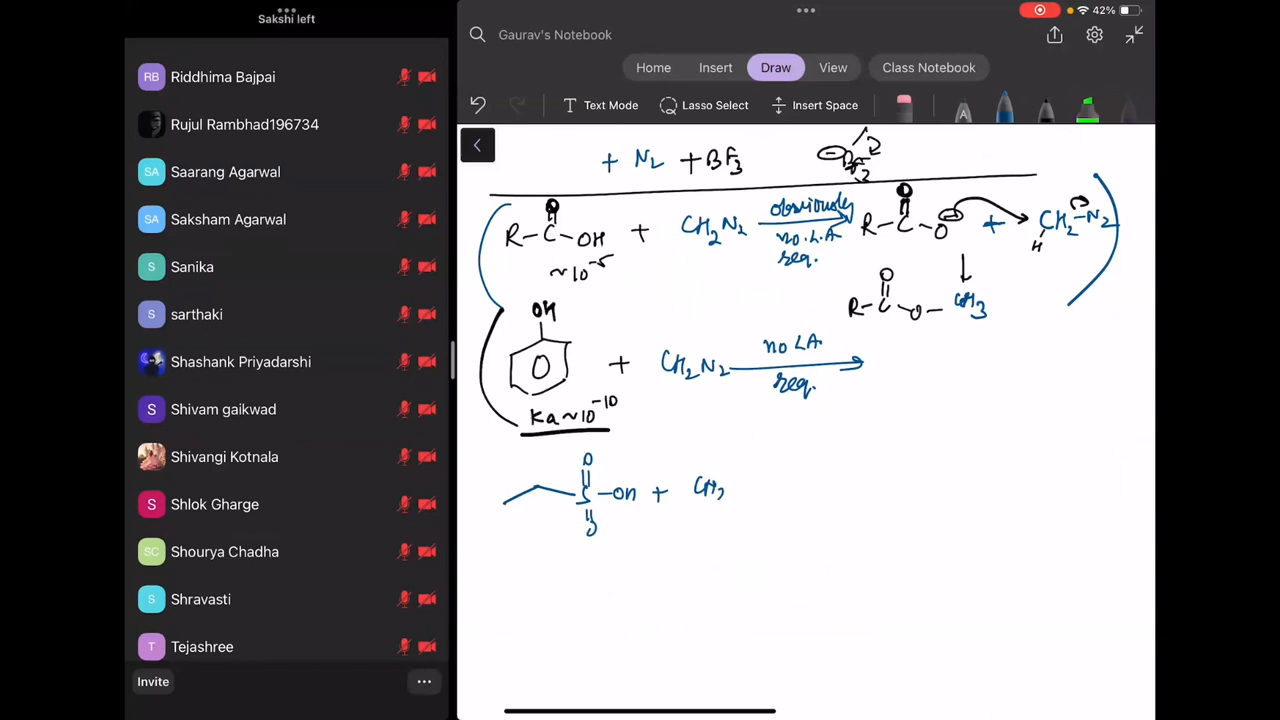 Sakshi left
RB Riddhima Bajpai
Rujul Rambhad196734
SA Saarang Agarwal
SA Saksham Agarwal
S Sanika
S sarthaki
Shashank Priyadarshi
S Shivam gaikwad
Shivangi Kotnala
S Shlok Gharge
SC Shourya Chadha
S Shravasti
T Tejashree
Invite
42%
Gaurav's Notebook
Home Insert Draw View Class Notebook
Text Mode Lasso Select Insert Space
+ N2 + BF3
R-C-OH + CH2N2 obviously R-C-O + CH2-N2
O O H
~10^-5 no. L.A. req.
O
R-C-O-CH3
OH
+ CH2N2 no LA. req.
Ka~10^-10
O
S-OH + CH2
O